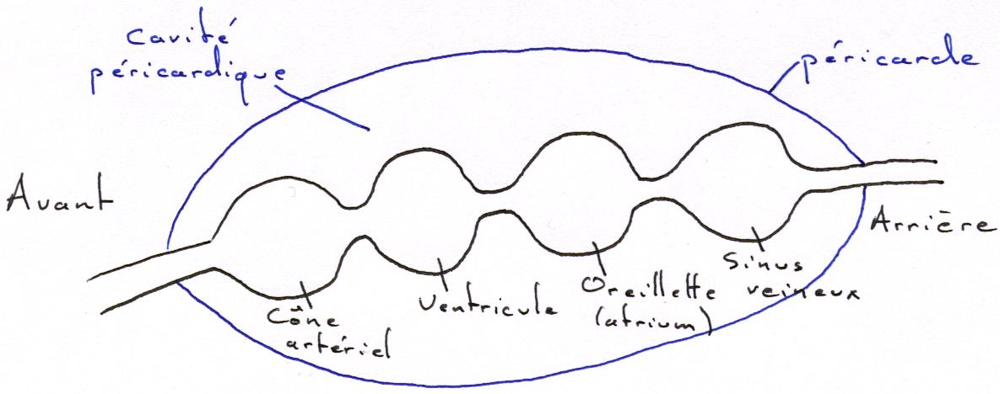 Cavité
péricardique
péricarde
Avant
Arrière
Cône
artériel
Ventricule
Oreillette
(atrium)
Sinus
veineux